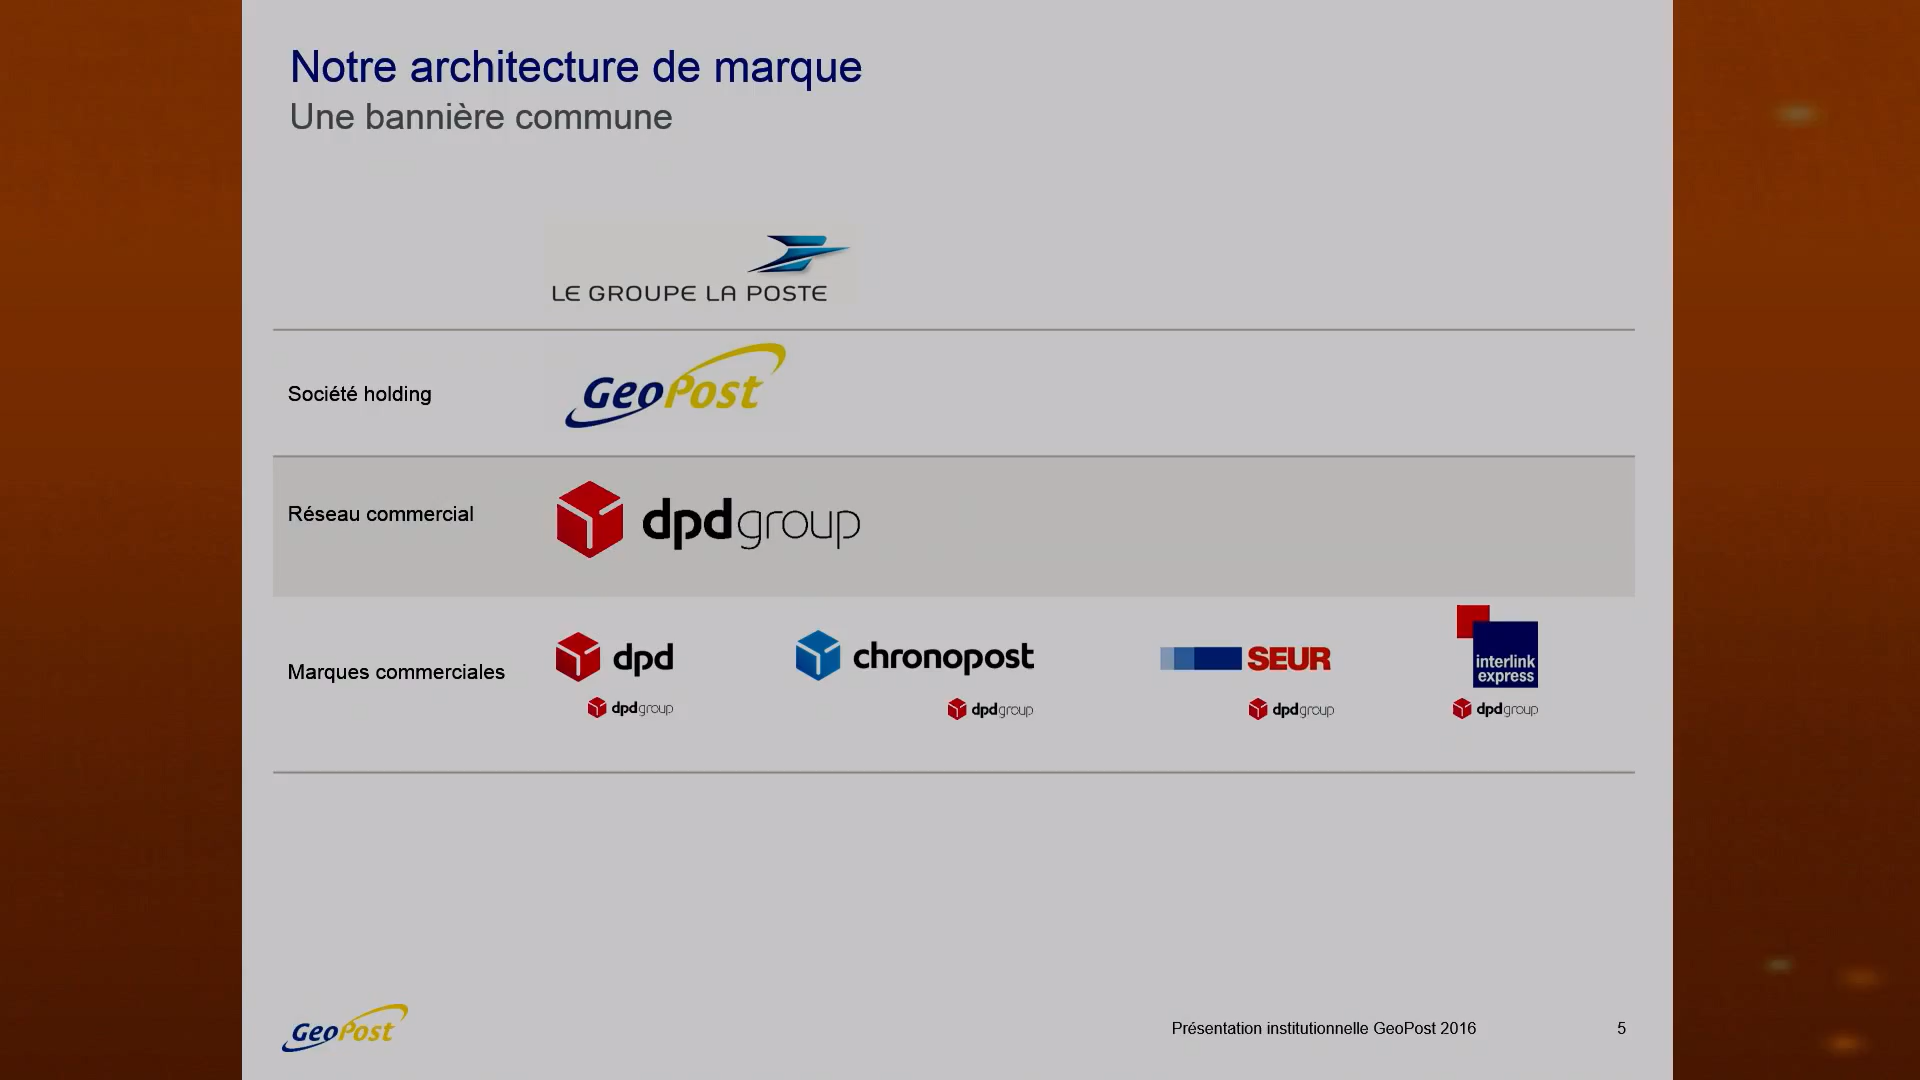 Notre architecture de marque
Une bannière commune
LE GROUPE LA POSTE
Société holding
GeoPost
Réseau commercial
dpdgroup
Marques commerciales
dpd
chronopost
SEUR
interlink
express
dpdgroup
dpdgroup
dpdgroup
dpdgroup
GeoPost
Présentation institutionnelle GeoPost 2016
5